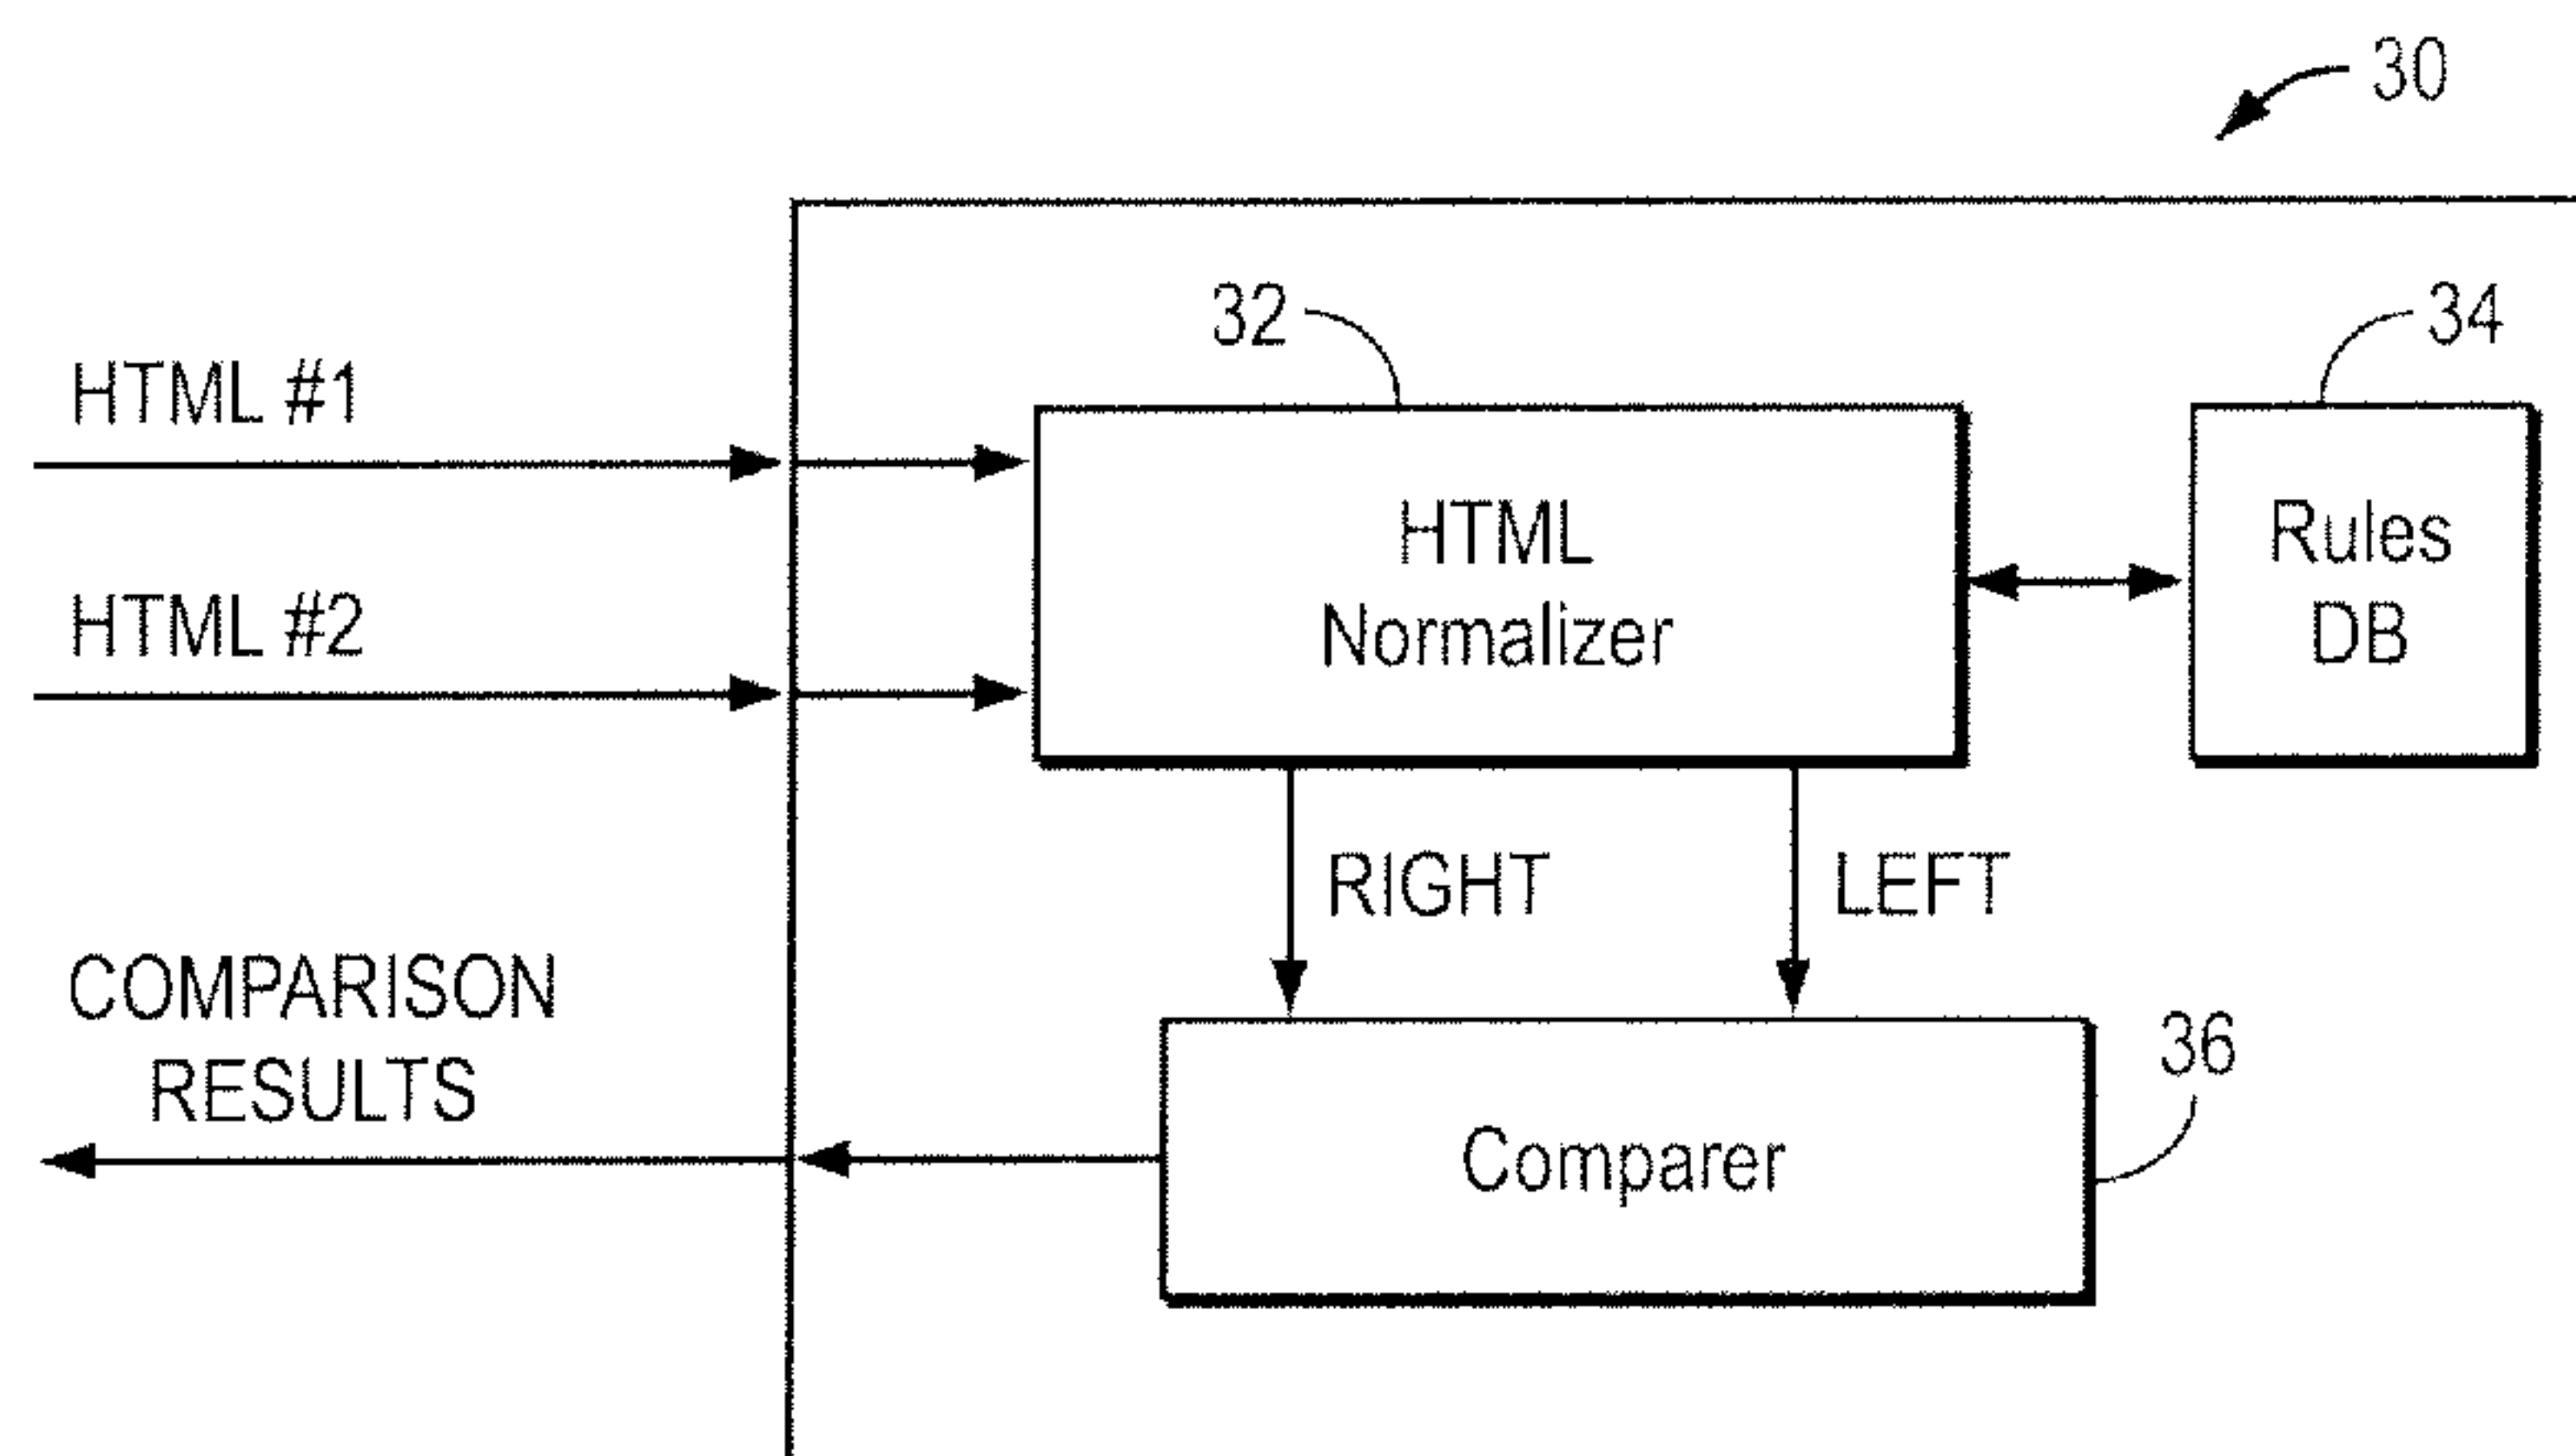 30
32
34
HTML #1
HTML
Normalizer
Rules
DB
HTML #2
RIGHT
LEFT
COMPARISON
RESULTS
36
Comparer